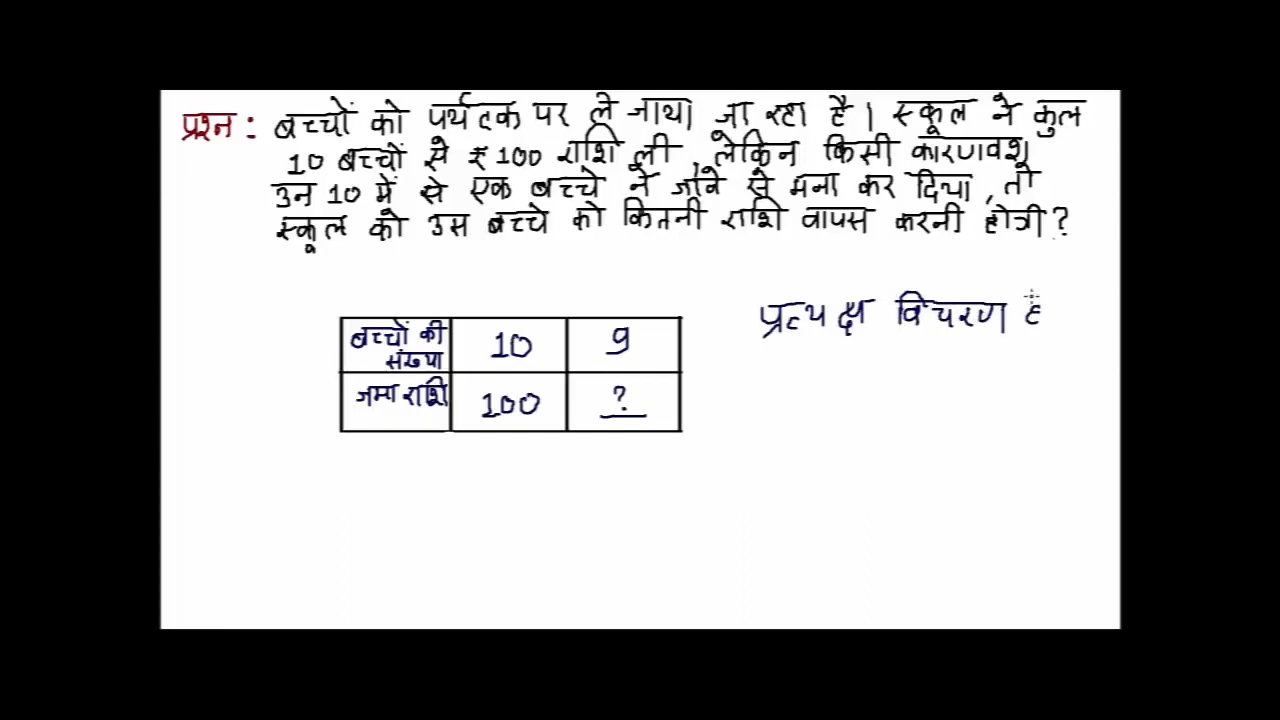 प्रश्न : बच्चों को पर्यटक पर ले जाया जा रहा है। स्कूल ने कुल
10 बच्चों से ₹100 राशि ली, लेकिन किसी कारणवश
उन 10 में से एक बच्चे ने जाने से मना कर दिया, तो
स्कूल को उस बच्चे को कितनी राशि वापस करनी होगी?
प्रत्यक्ष विचरण ह
बच्चों की संख्या 10 9
जमा राशि 100 ?